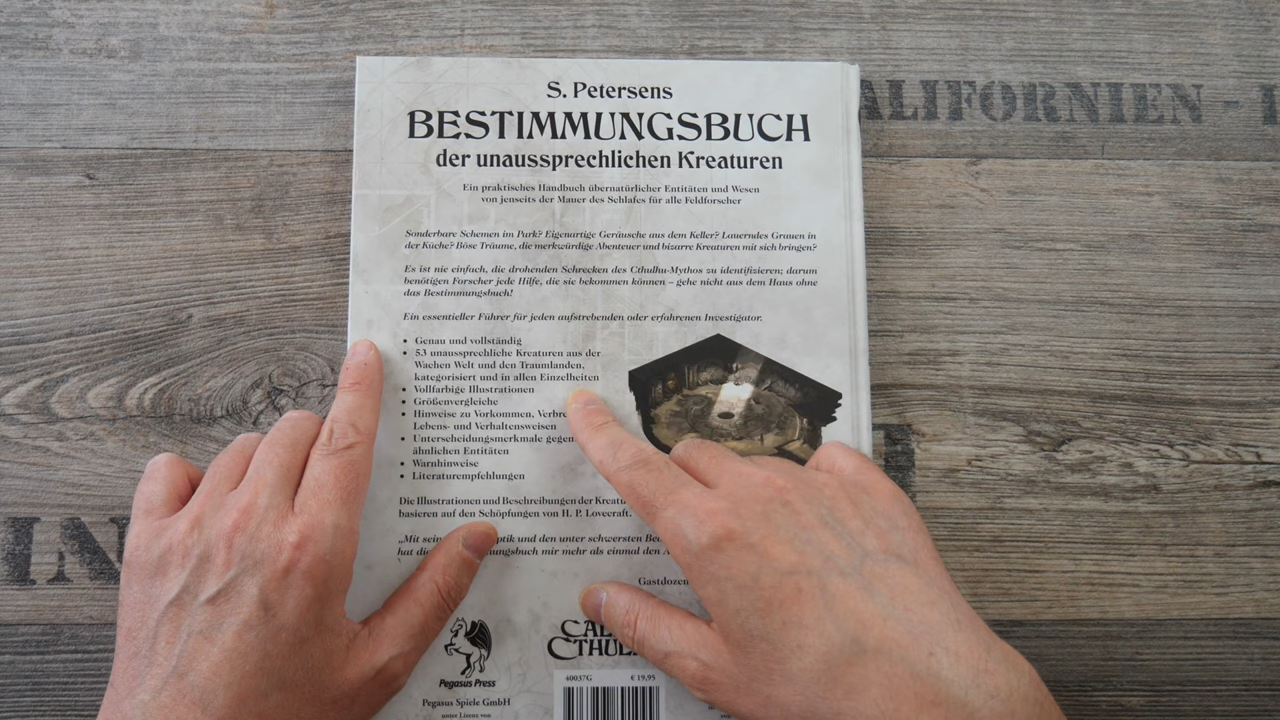 S. Petersens
BESTIMMUNGSBUCH
der unaussprechlichen Kreaturen
Ein praktisches Handbuch übernatürlicher Entitäten und Wesen
von jenseits der Mauer des Schlafes für alle Feldforscher
ALIFORNIEN -
Sonderbare Schemen im Park? Eigenartige Geräusche aus dem Keller? Lauerndes Grauen in
der Küche? Böse Träume, die merkwürdige Abenteuer und bizarre Kreaturen mit sich bringen?
Es ist nie einfach, die drohenden Schrecken des Cthulhu-Mythos zu identifizieren; darum
benötigen Forscher jede Hilfe, die sie bekommen können – gehe nicht aus dem Haus ohne
das Bestimmungsbuch!
Ein essentieller Führer für jeden aufstrebenden oder erfahrenen Investigator.
• Genau und vollständig
• 53 unaussprechliche Kreaturen aus der
Wachen Welt und den Traumlanden,
kategorisiert und in allen Einzelheiten
• Vollfarbige Illustrationen
• Größenvergleiche
• Hinweise zu Vorkommen, Verbre
Lebens- und Verhaltensweisen
• Unterscheidungsmerkmale gegen
ähnlichen Entitäten
• Warnhinweise
• Literaturempfehlungen
Die Illustrationen und Beschreibungen der Kreatu
basieren auf den Schöpfungen von H. P. Lovecraft.
„Mit sein ptik und den unter schwersten Be
hat die ungsbuch mir mehr als einmal den
Gastdozen
IN
CAL
CTHUL
Pegasus Press
40037G € 19,95
Pegasus Spiele GmbH
unter Lizenz von